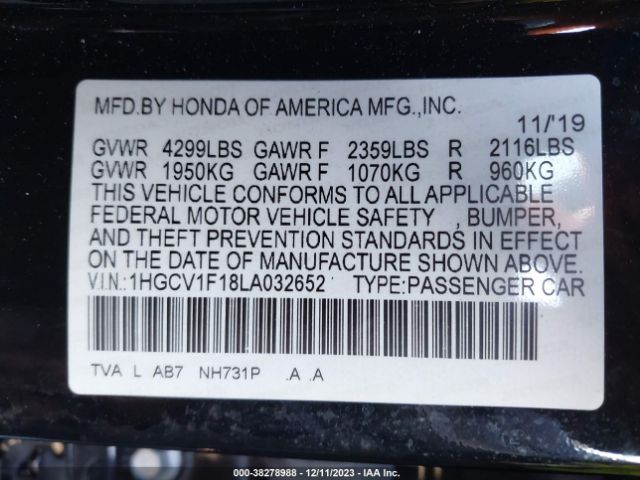 MFD.BY HONDA OF AMERICA MFG.,INC.
11/'19
GVWR 4299LBS GAWR F 2359LBS R 2116LBS
GVWR 1950KG GAWR F 1070KG R 960KG
THIS VEHICLE CONFORMS TO ALL APPLICABLE
FEDERAL MOTOR VEHICLE SAFETY , BUMPER,
AND THEFT PREVENTION STANDARDS IN EFFECT
ON THE DATE OF MANUFACTURE SHOWN ABOVE.
V.I.N.:1HGCV1F18LA032652 TYPE:PASSENGER CAR
TVA L AB7 NH731P .A .A
000-38278988 - 12/11/2023 - IAA Inc.